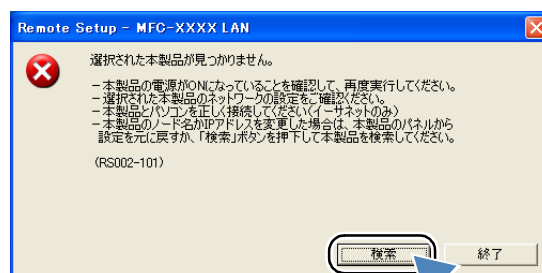 Remote Setup - MFC-XXXX LAN
選択された本製品が見つかりません。
－本製品の電源がONになっていることを確認して、再度実行してください。
－選択された本製品のネットワークの設定をご確認ください。
－本製品とパソコンを正しく接続してください（イーサネットのみ）
－本製品のノード名かIPアドレスを変更した場合は、本製品のパネルから
設定を元に戻すか、「検索」ボタンを押下して本製品を検索してください。
(RS002-101)
検索
終了